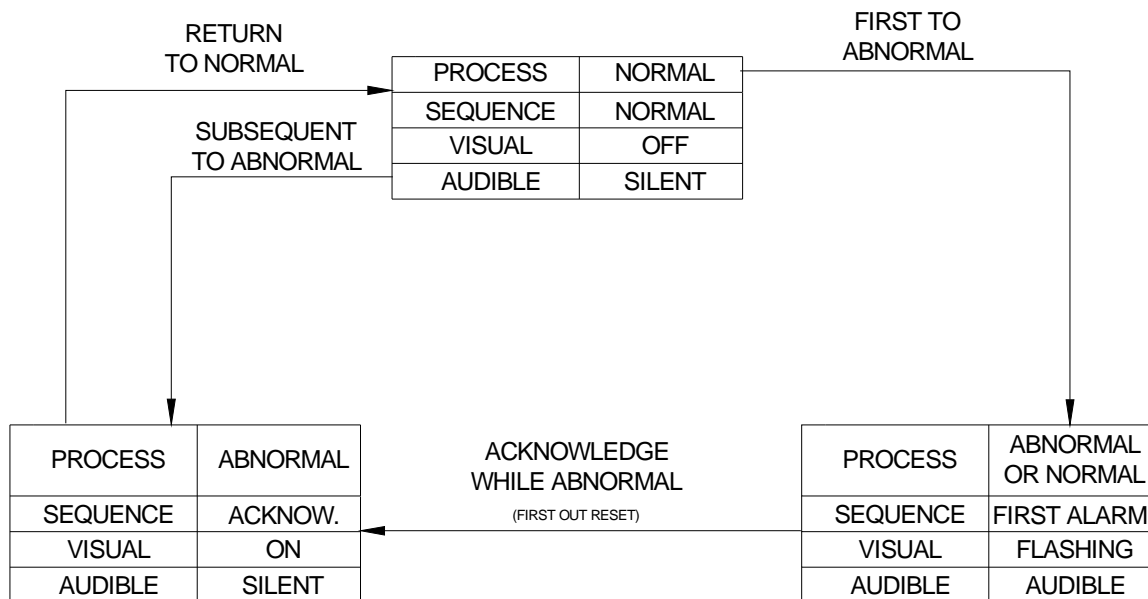 RETURN
TO NORMAL
FIRST TO
ABNORMAL
PROCESS NORMAL
SEQUENCE NORMAL
VISUAL OFF
AUDIBLE SILENT
SUBSEQUENT
TO ABNORMAL
PROCESS ABNORMAL
SEQUENCE ACKNOW.
VISUAL ON
AUDIBLE SILENT
ACKNOWLEDGE
WHILE ABNORMAL
(FIRST OUT RESET)
PROCESS ABNORMAL
OR NORMAL
SEQUENCE FIRST ALARM
VISUAL FLASHING
AUDIBLE AUDIBLE